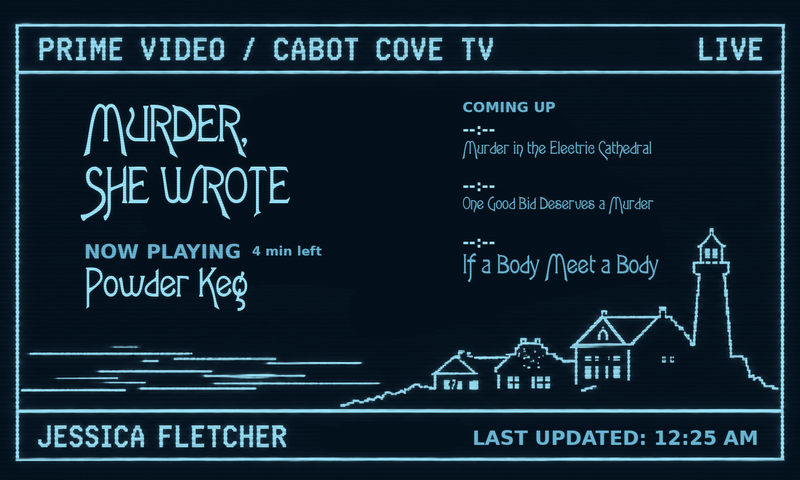 PRIME VIDEO / CABOT COVE TV
LIVE
MURDER,
SHE WROTE
NOW PLAYING 4 min left
Powder Keg
COMING UP
--:--
Murder in the Electric Cathedral
--:--
One Good Bid Deserves a Murder
--:--
If a Body Meet a Body
JESSICA FLETCHER
LAST UPDATED: 12:25 AM